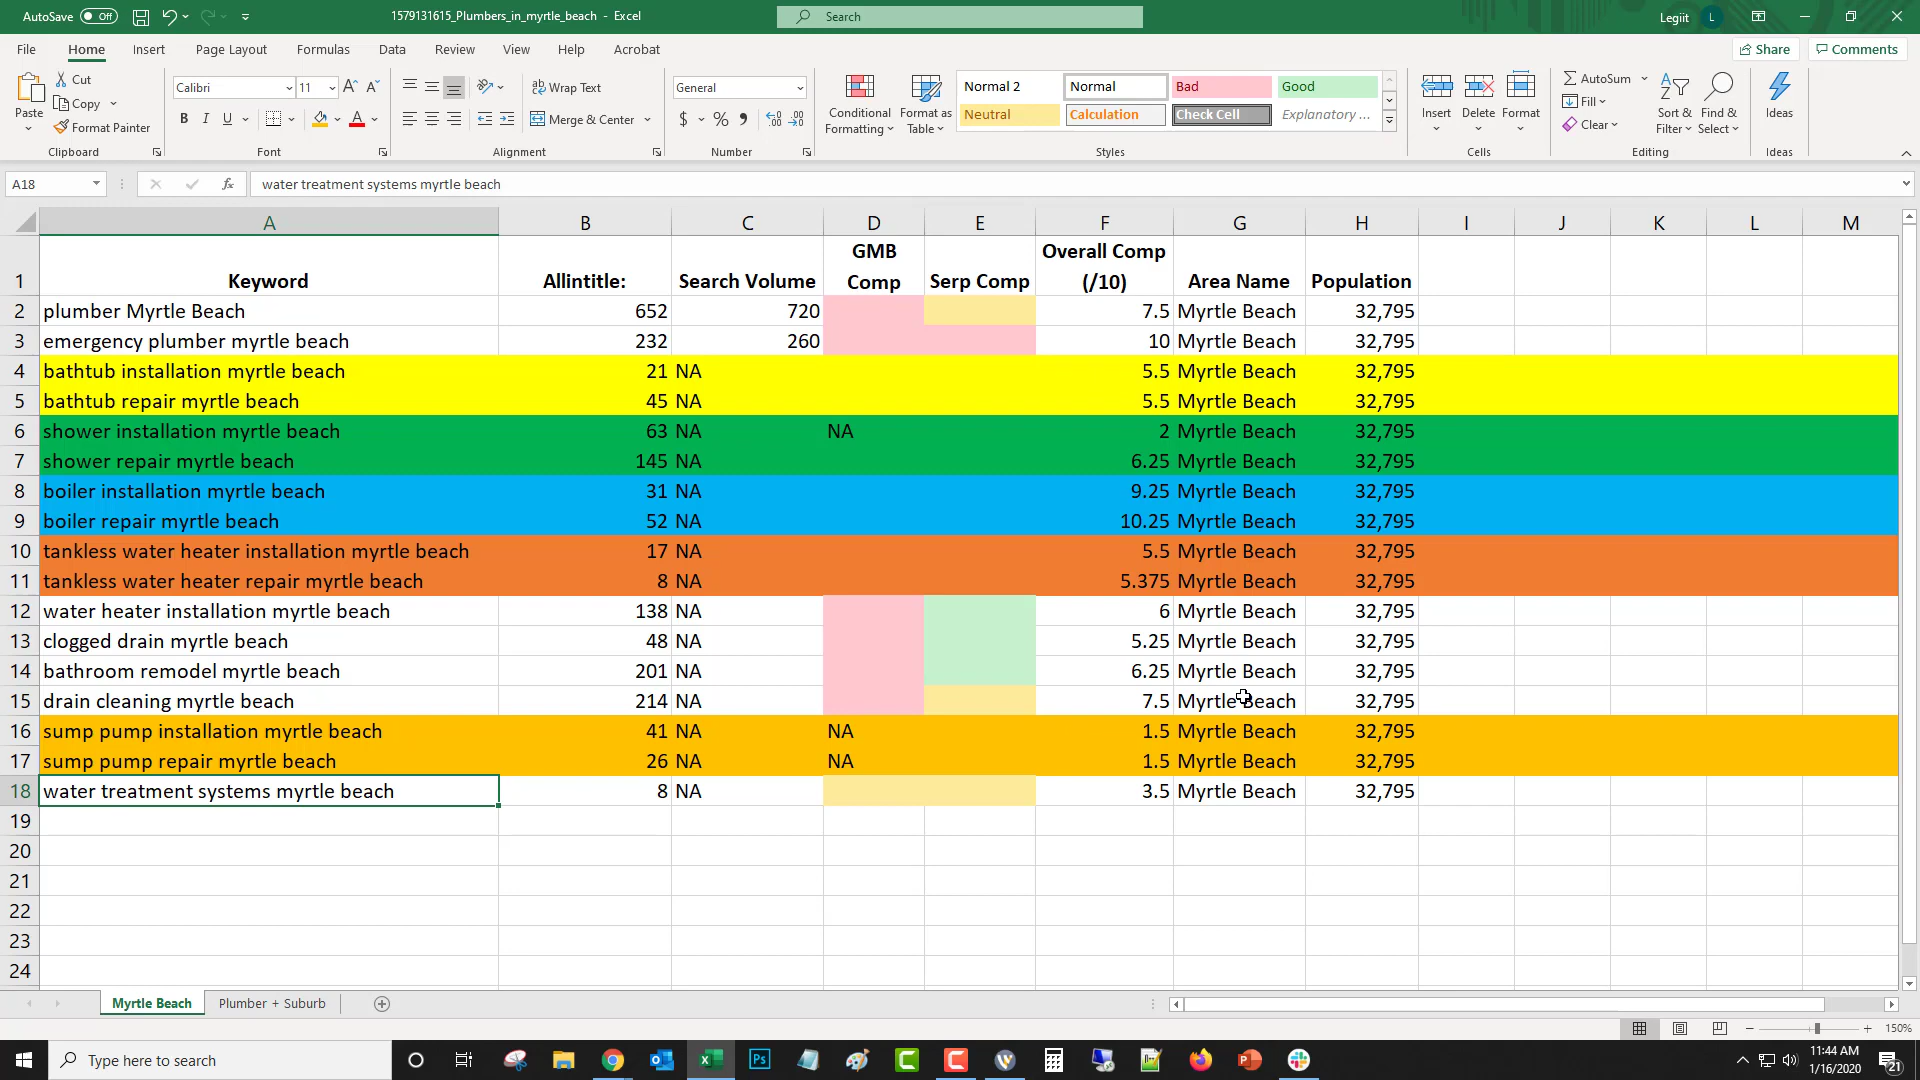 AutoSave Off 1579131615_Plumbers_in_myrtle_beach - Excel Search Legiit L
File Home Insert Page Layout Formulas Data Review View Help Acrobat Share Comments
Paste Cut Copy Format Painter Clipboard
Calibri 11 B I U A A Font
Wrap Text Merge & Center Alignment
General $ % Number
Conditional Formatting Format as Table
Normal 2 Normal Bad Good
Neutral Calculation Check Cell Explanatory ...
Styles
Insert Delete Format Cells
AutoSum Fill Clear Sort & Filter Find & Select Editing
Ideas Ideas
A18 fx water treatment systems myrtle beach
A B C D E F G H I J K L M
1 Keyword Allintitle: Search Volume GMB Comp Serp Comp Overall Comp (/10) Area Name Population
2 plumber Myrtle Beach 652 720 7.5 Myrtle Beach 32,795
3 emergency plumber myrtle beach 232 260 10 Myrtle Beach 32,795
4 bathtub installation myrtle beach 21 NA 5.5 Myrtle Beach 32,795
5 bathtub repair myrtle beach 45 NA 5.5 Myrtle Beach 32,795
6 shower installation myrtle beach 63 NA NA 2 Myrtle Beach 32,795
7 shower repair myrtle beach 145 NA 6.25 Myrtle Beach 32,795
8 boiler installation myrtle beach 31 NA 9.25 Myrtle Beach 32,795
9 boiler repair myrtle beach 52 NA 10.25 Myrtle Beach 32,795
10 tankless water heater installation myrtle beach 17 NA 5.5 Myrtle Beach 32,795
11 tankless water heater repair myrtle beach 8 NA 5.375 Myrtle Beach 32,795
12 water heater installation myrtle beach 138 NA 6 Myrtle Beach 32,795
13 clogged drain myrtle beach 48 NA 5.25 Myrtle Beach 32,795
14 bathroom remodel myrtle beach 201 NA 6.25 Myrtle Beach 32,795
15 drain cleaning myrtle beach 214 NA 7.5 Myrtle Beach 32,795
16 sump pump installation myrtle beach 41 NA NA 1.5 Myrtle Beach 32,795
17 sump pump repair myrtle beach 26 NA NA 1.5 Myrtle Beach 32,795
18 water treatment systems myrtle beach 8 NA 3.5 Myrtle Beach 32,795
19
20
21
22
23
24
Myrtle Beach Plumber + Suburb
150%
Type here to search Ps 11:44 AM
1/16/2020 21